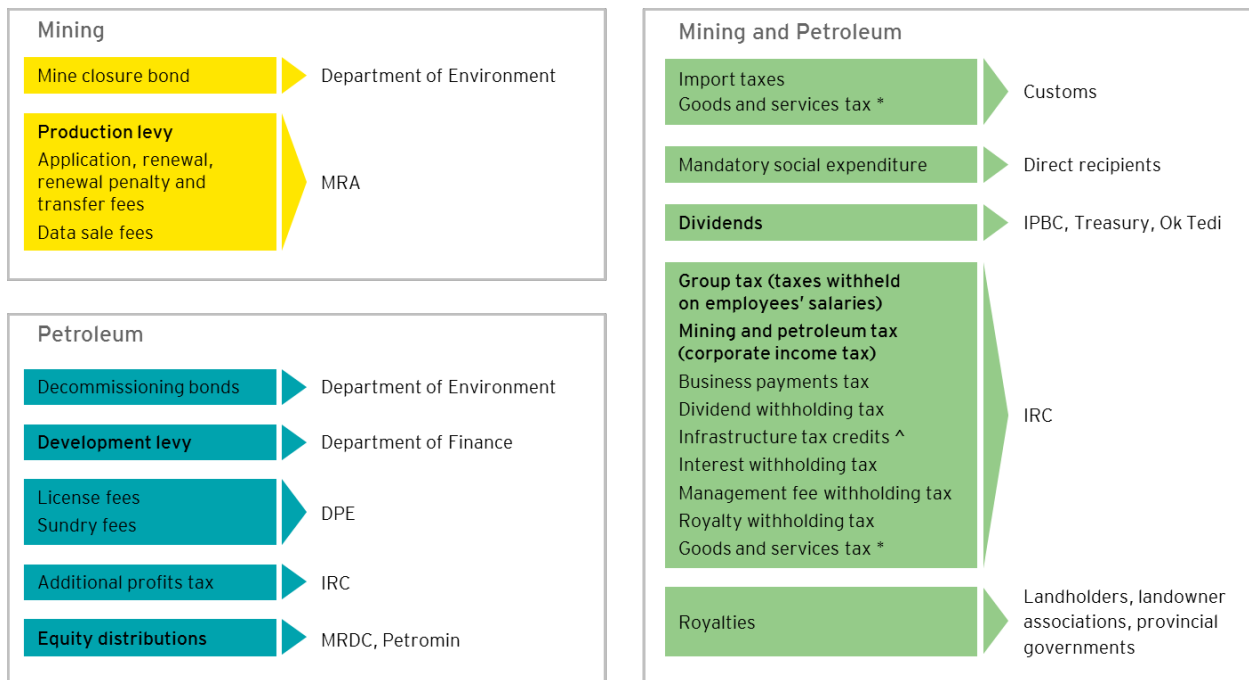 Mining
Mine closure bond
Department of Environment
Production levy
Application, renewal,
renewal penalty and
transfer fees
Data sale fees
MRA
Petroleum
Decommissioning bonds
Department of Environment
Development levy
Department of Finance
License fees
Sundry fees
DPE
Additional profits tax
IRC
Equity distributions
MRDC, Petromin
Mining and Petroleum
Import taxes
Goods and services tax *
Customs
Mandatory social expenditure
Direct recipients
Dividends
IPBC, Treasury, Ok Tedi
Group tax (taxes withheld
on employees' salaries)
Mining and petroleum tax
(corporate income tax)
Business payments tax
Dividend withholding tax
Infrastructure tax credits ^
Interest withholding tax
Management fee withholding tax
Royalty withholding tax
Goods and services tax *
IRC
Royalties
Landholders, landowner
associations, provincial
governments